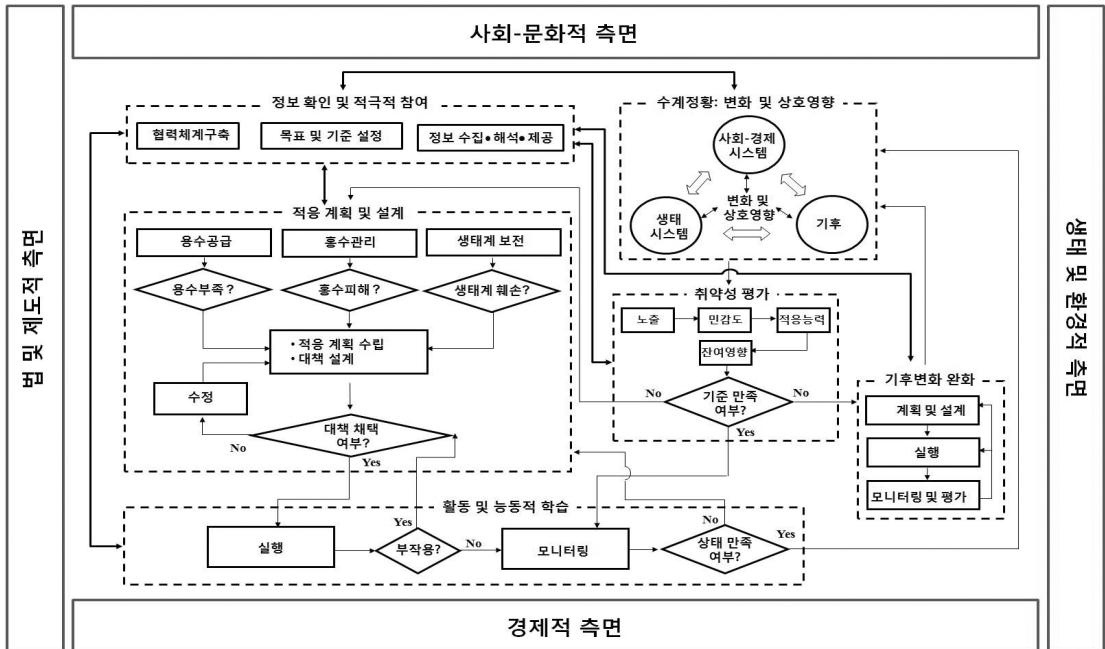 사회-문화적 측면
법 및 제도적 측면
생태 및 환경적 측면
정보 확인 및 적극적 참여
협력체계구축
목표 및 기준 설정
정보 수집•해석•제공
수계정황: 변화 및 상호영향
사회-경제
시스템
변화 및
상호영향
생태
시스템
기후
적응 계획 및 설계
용수공급
홍수관리
생태계 보전
용수부족?
홍수피해?
생태계 훼손?
• 적응 계획 수립
• 대책 설계
수정
대책 채택
여부?
No
Yes
취약성 평가
노출
민감도
적응능력
잔여영향
기준 만족
여부?
No
No
Yes
기후변화 완화
계획 및 설계
실행
모니터링 및 평가
활동 및 능동적 학습
실행
부작용?
Yes
No
모니터링
상태 만족
여부?
No
Yes
경제적 측면